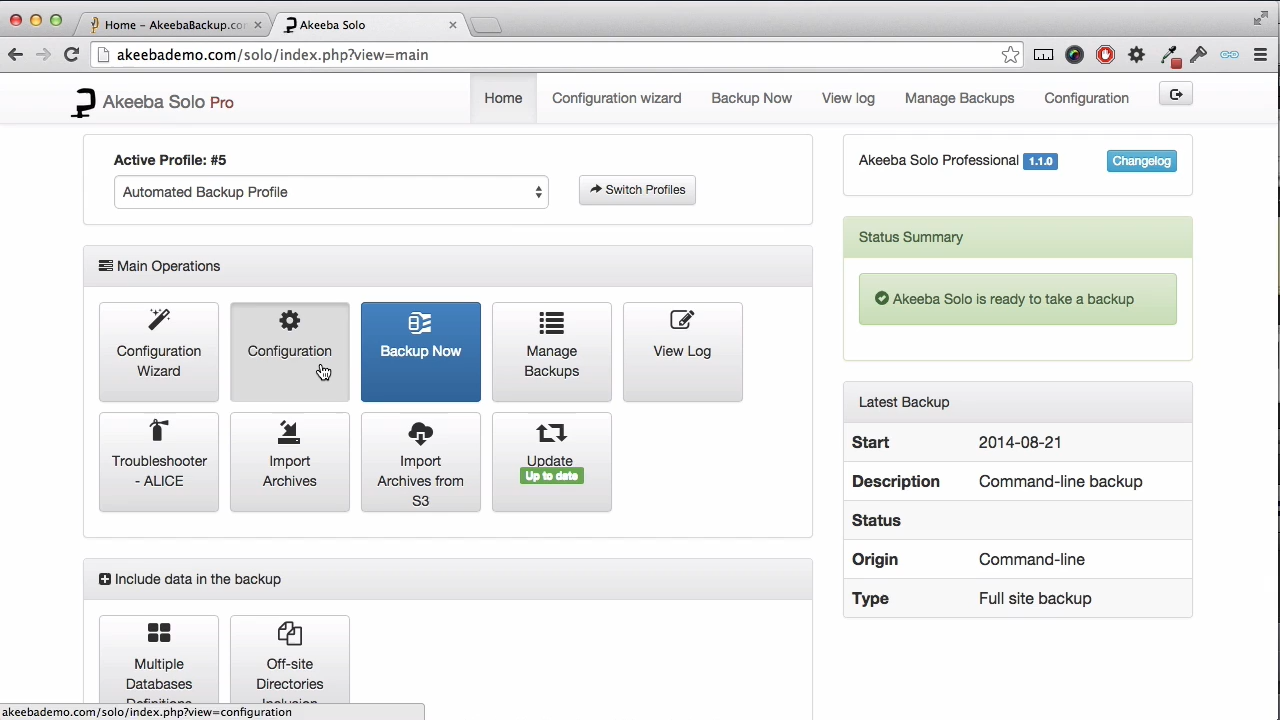 Home – AkeebaBackup.co
Akeeba Solo
akeebademo.com/solo/index.php?view=main
Akeeba Solo Pro
Home
Configuration wizard
Backup Now
View log
Manage Backups
Configuration
Active Profile: #5
Automated Backup Profile
Switch Profiles
Akeeba Solo Professional 1.1.0
Changelog
Status Summary
Akeeba Solo is ready to take a backup
Main Operations
Configuration
Wizard
Configuration
Backup Now
Manage
Backups
View Log
Troubleshooter
- ALICE
Import
Archives
Import
Archives from
S3
Update
Up to date
Latest Backup
Start 2014-08-21
Description Command-line backup
Status
Origin Command-line
Type Full site backup
Include data in the backup
Multiple
Databases
Definitions
Off-site
Directories
Inclusion
akeebademo.com/solo/index.php?view=configuration